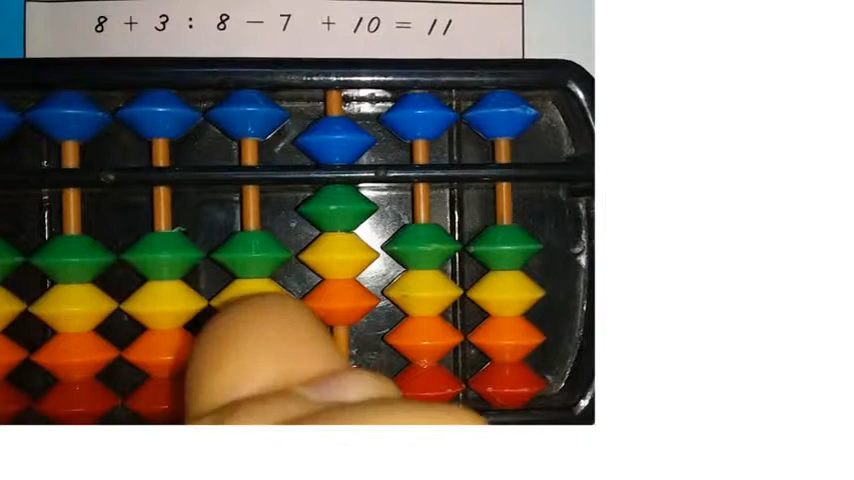 8 + 3 : 8 - 7 + 10 = 11